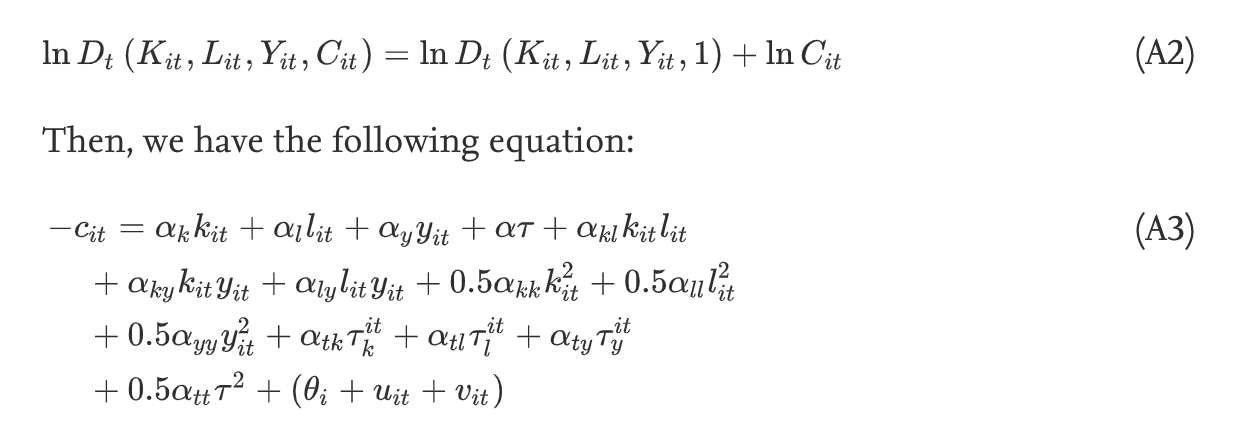 ln D_t (K_it, L_it, Y_it, C_it) = ln D_t (K_it, L_it, Y_it, 1) + ln C_it (A2)
Then, we have the following equation:
−c_it = α_k k_it + α_l l_it + α_y y_it + ατ + α_kl k_it l_it (A3)
+ α_ky k_it y_it + α_ly l_it y_it + 0.5α_kk k_it^2 + 0.5α_ll l_it^2
+ 0.5α_yy y_it^2 + α_tk τ_k^it + α_tl τ_l^it + α_ty τ_y^it
+ 0.5α_tt τ^2 + (θ_i + u_it + v_it)